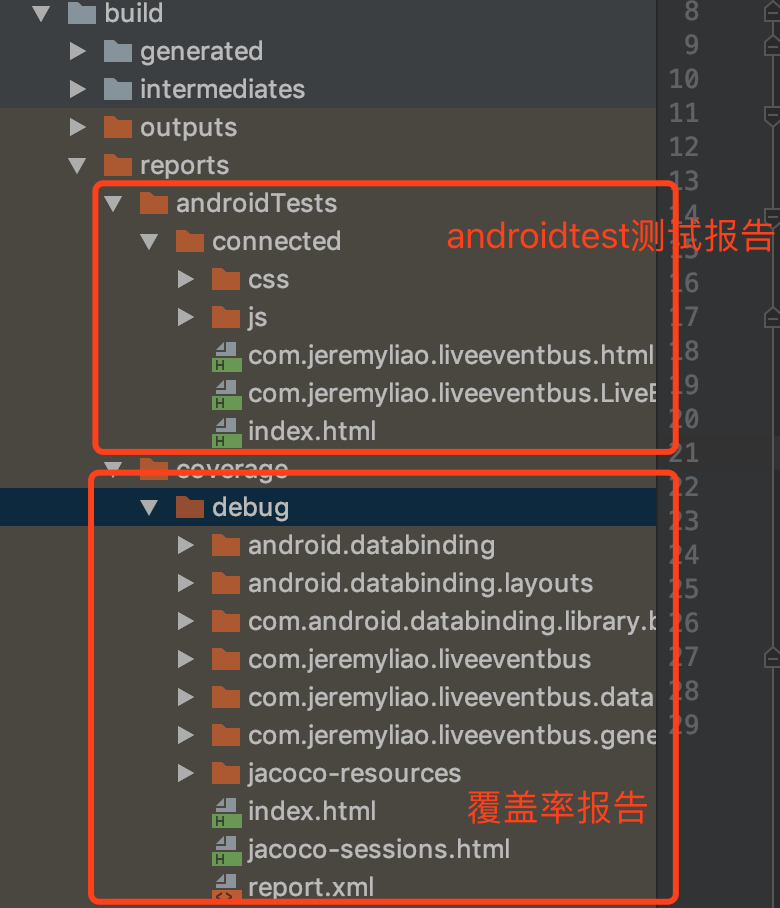 build
8
generated
9
intermediates
10
outputs
11
12
reports
13
androidTests
14
connected
androidtest测试报告
15
css
16
js
17
com.jeremyliao.liveeventbus.html
18
com.jeremyliao.liveeventbus.LiveE
19
index.html
20
21
coverage
22
debug
23
android.databinding
24
android.databinding.layouts
25
com.android.databinding.library.b
26
com.jeremyliao.liveeventbus
27
com.jeremyliao.liveeventbus.data
28
com.jeremyliao.liveeventbus.gene
29
jacoco-resources
index.html
覆盖率报告
jacoco-sessions.html
report.xml